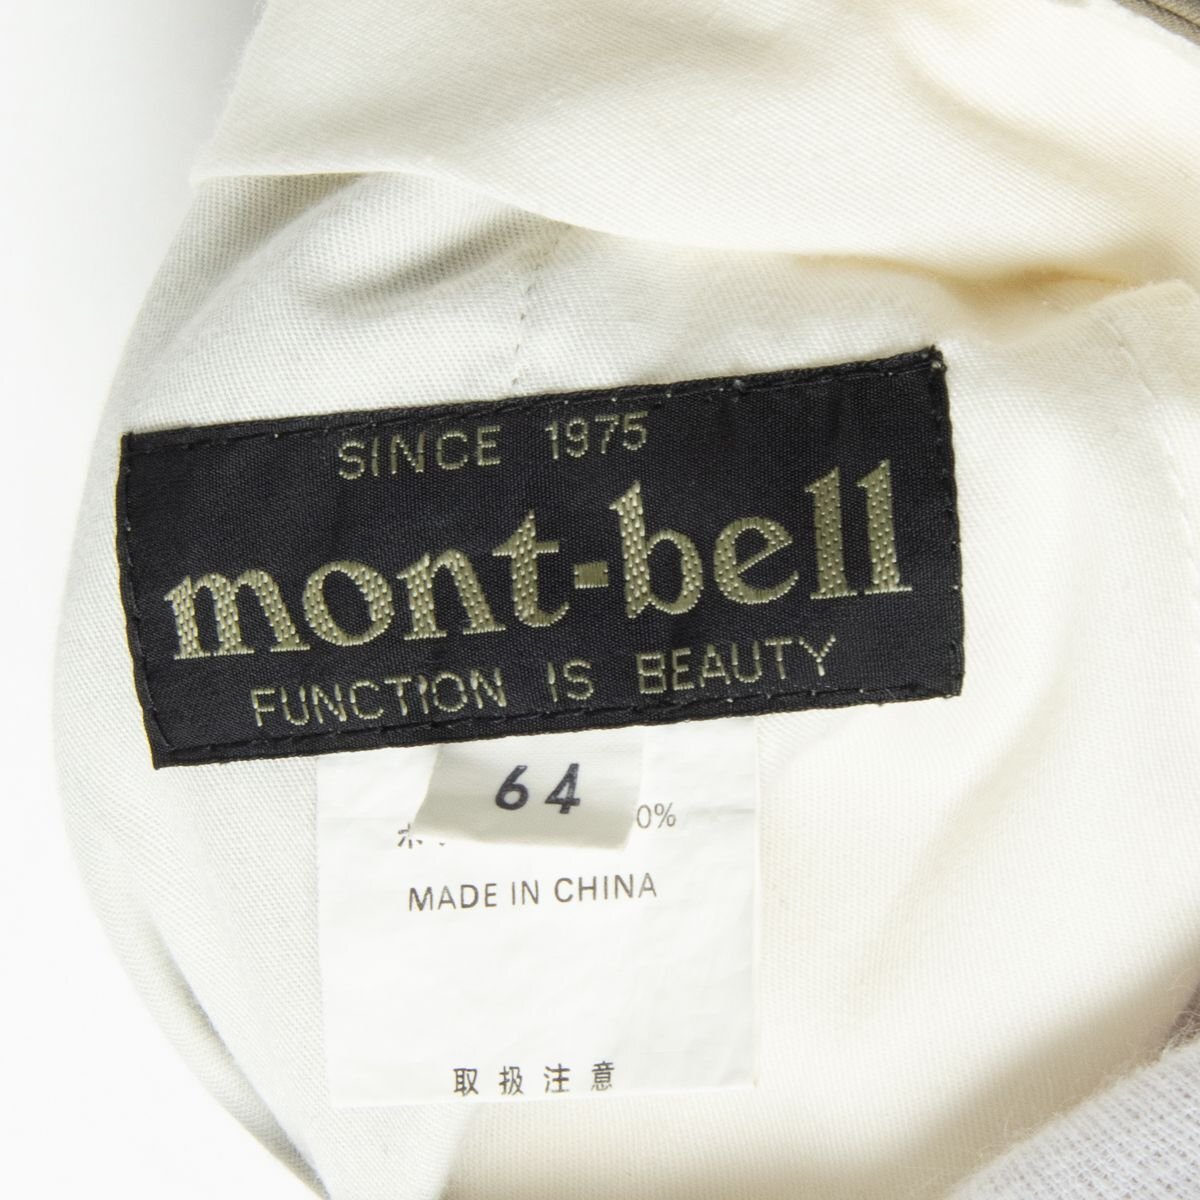 SINCE 1975
mont-bell
FUNCTION IS BEAUTY
64
0%
MADE IN CHINA
取扱注意